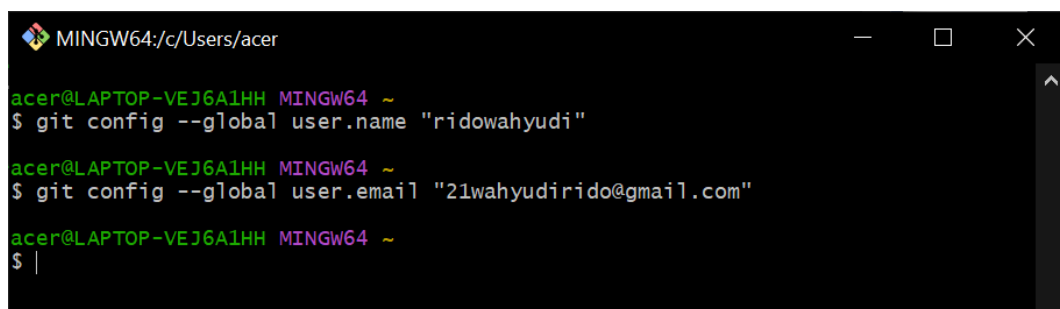 MINGW64:/c/Users/acer
acer@LAPTOP-VEJ6A1HH MINGW64 ~
$ git config --global user.name "ridowahyudi"
acer@LAPTOP-VEJ6A1HH MINGW64 ~
$ git config --global user.email "21wahyudirido@gmail.com"
acer@LAPTOP-VEJ6A1HH MINGW64 ~
$